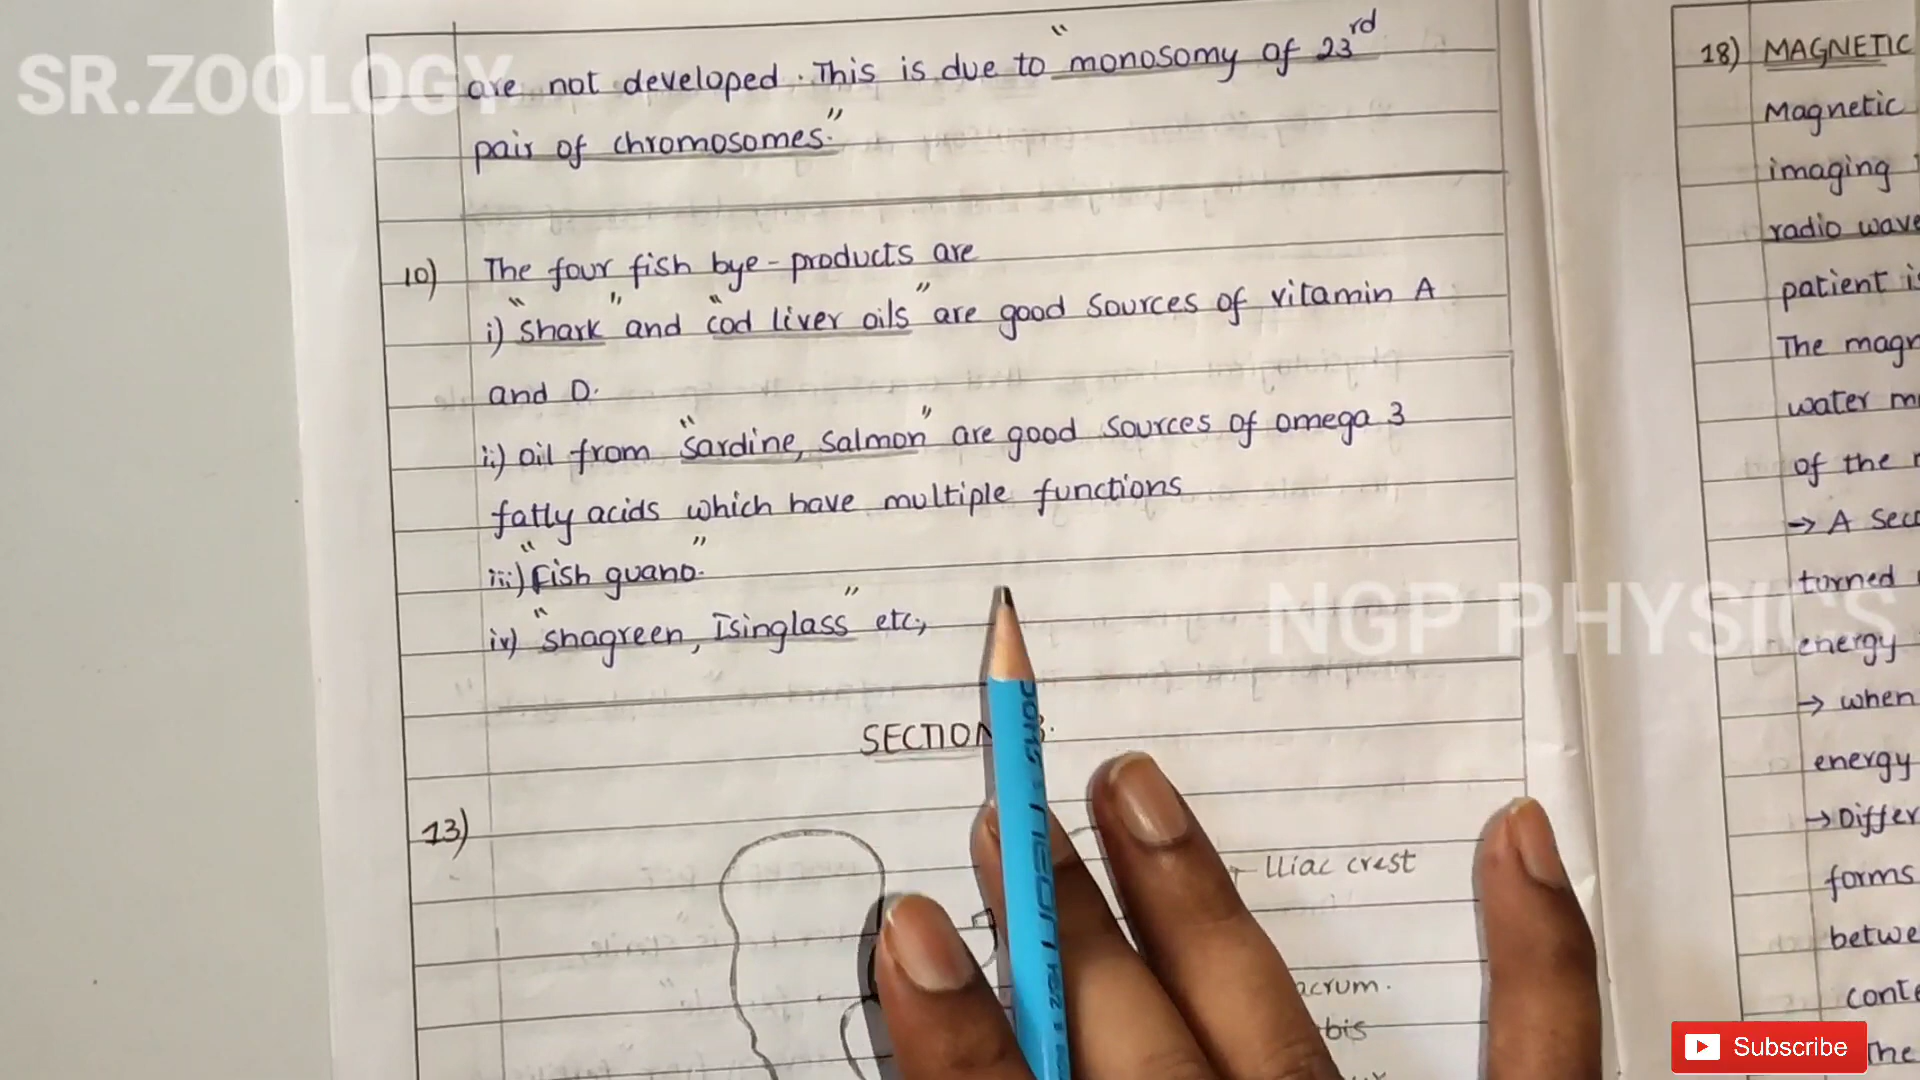 SR.ZOOLOGY
are not developed. This is due to "monosomy of 23rd
pair of chromosomes."
10) The four fish bye-products are
i) "shark" and "cod liver oils" are good sources of vitamin A
and D.
ii) oil from "sardine, salmon" are good sources of omega 3
fatty acids which have multiple functions
iii) "Fish guano."
iv) "shagreen, Isinglass" etc,,
SECTION
13)
Iliac crest
18) MAGNETIC
Magnetic
imaging
radio wave
patient is
The magn
water m
of the
→ A Seco
turned
energy
→ when
energy
→ Differ
forms
betwe
conte
The
NGP PHYSICS
Subscribe